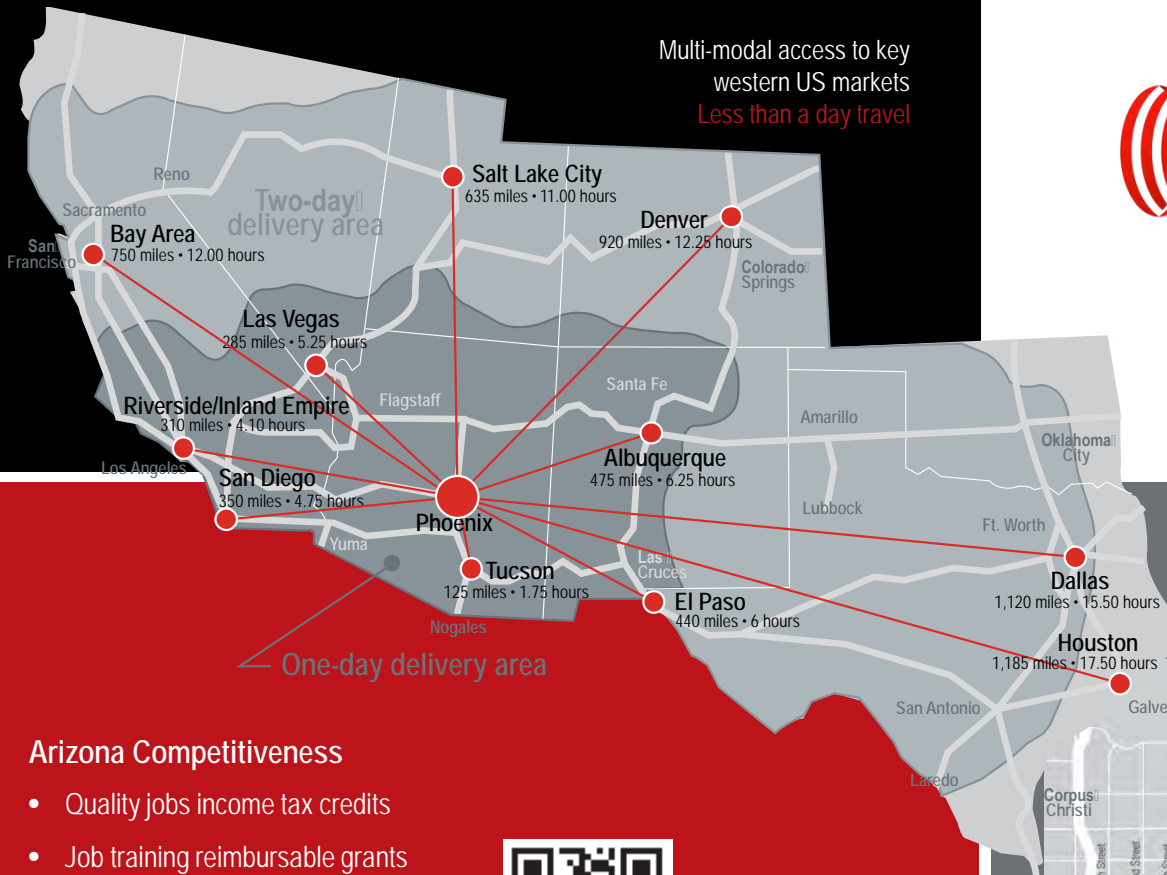 Multi-modal access to key
western US markets
Less than a day travel
Salt Lake City
635 miles • 11.00 hours
Reno
Two-day
delivery area
Sacramento
Denver
920 miles • 12.25 hours
Bay Area
750 miles • 12.00 hours
San
Francisco
Colorado
Springs
Las Vegas
285 miles • 5.25 hours
Santa Fe
Flagstaff
Riverside/Inland Empire
310 miles • 4.10 hours
Amarillo
Oklahoma
City
Los Angeles
Albuquerque
475 miles • 6.25 hours
San Diego
350 miles • 4.75 hours
Lubbock
Phoenix
Ft. Worth
Yuma
Las
Cruces
Tucson
125 miles • 1.75 hours
Dallas
1,120 miles • 15.50 hours
El Paso
440 miles • 6 hours
Nogales
Houston
1,185 miles • 17.50 hours
One-day delivery area
San Antonio
Galve
Laredo
Corpus
Christi
Arizona Competitiveness
• Quality jobs income tax credits
• Job training reimbursable grants
Street
Street